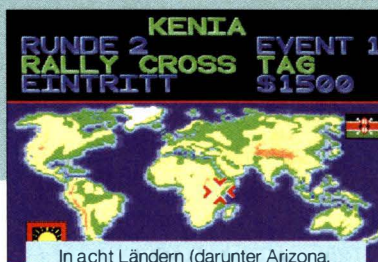 KENIA
RUNDE 2 EVENT 1
RALLY CROSS TAG
EINTRITT $1500
In acht Ländern (darunter Arizona,